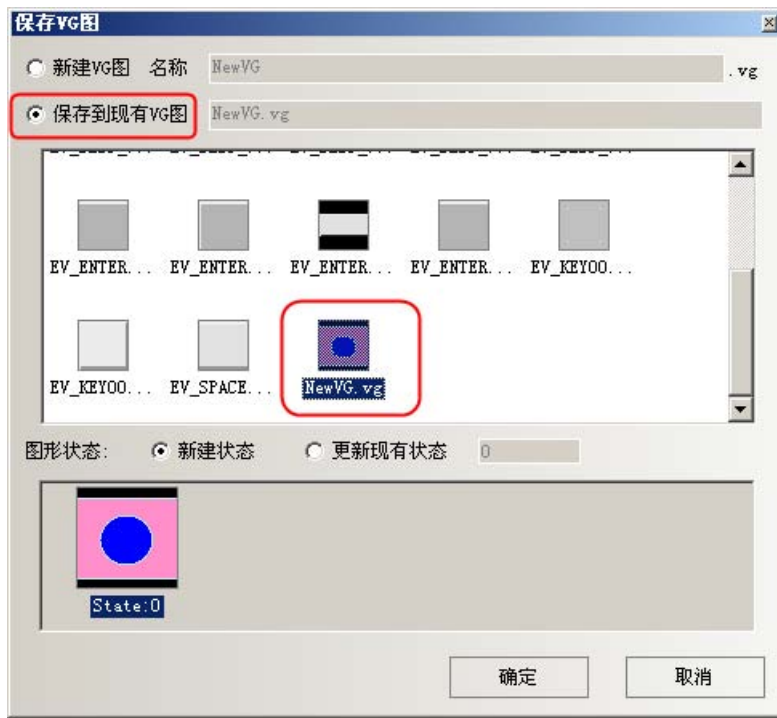 保存VG图
新建VG图 名称 NewVG .vg
保存到现有VG图 NewVG.vg
EV_ENTER... EV_ENTER... EV_ENTER... EV_ENTER... EV_KEYOO...
EV_KEYOO... EV_SPACE... NewVG.vg
图形状态: 新建状态 更新现有状态 0
State:0
确定 取消